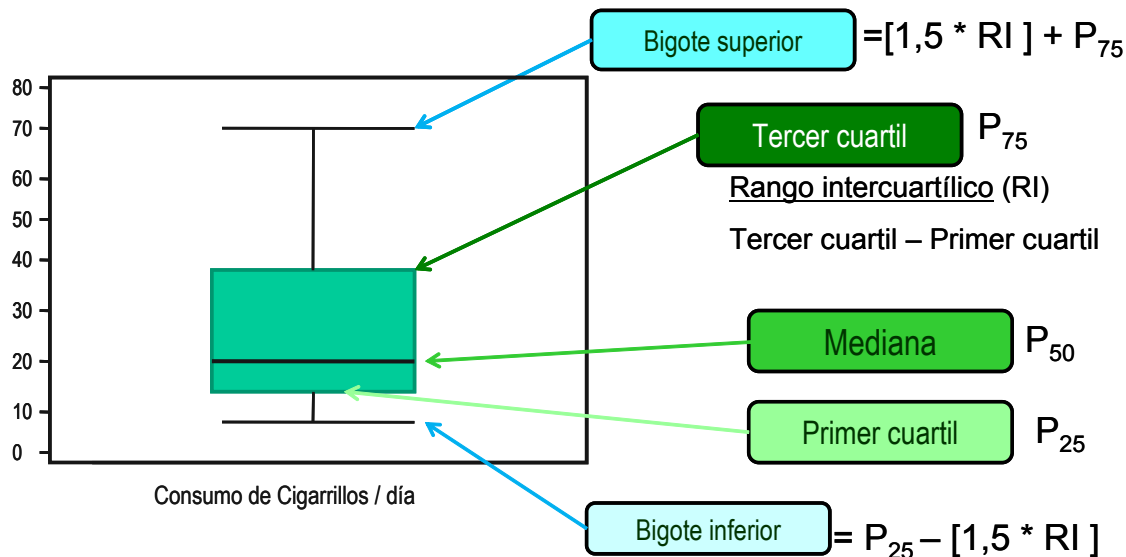 Bigote superior =[1,5 * RI ] + P75
80
70
60
50
40
30
20
10
0
Consumo de Cigarrillos / día
Tercer cuartil P75
Rango intercuartílico (RI)
Tercer cuartil – Primer cuartil
Mediana P50
Primer cuartil P25
Bigote inferior = P25 – [1,5 * RI ]